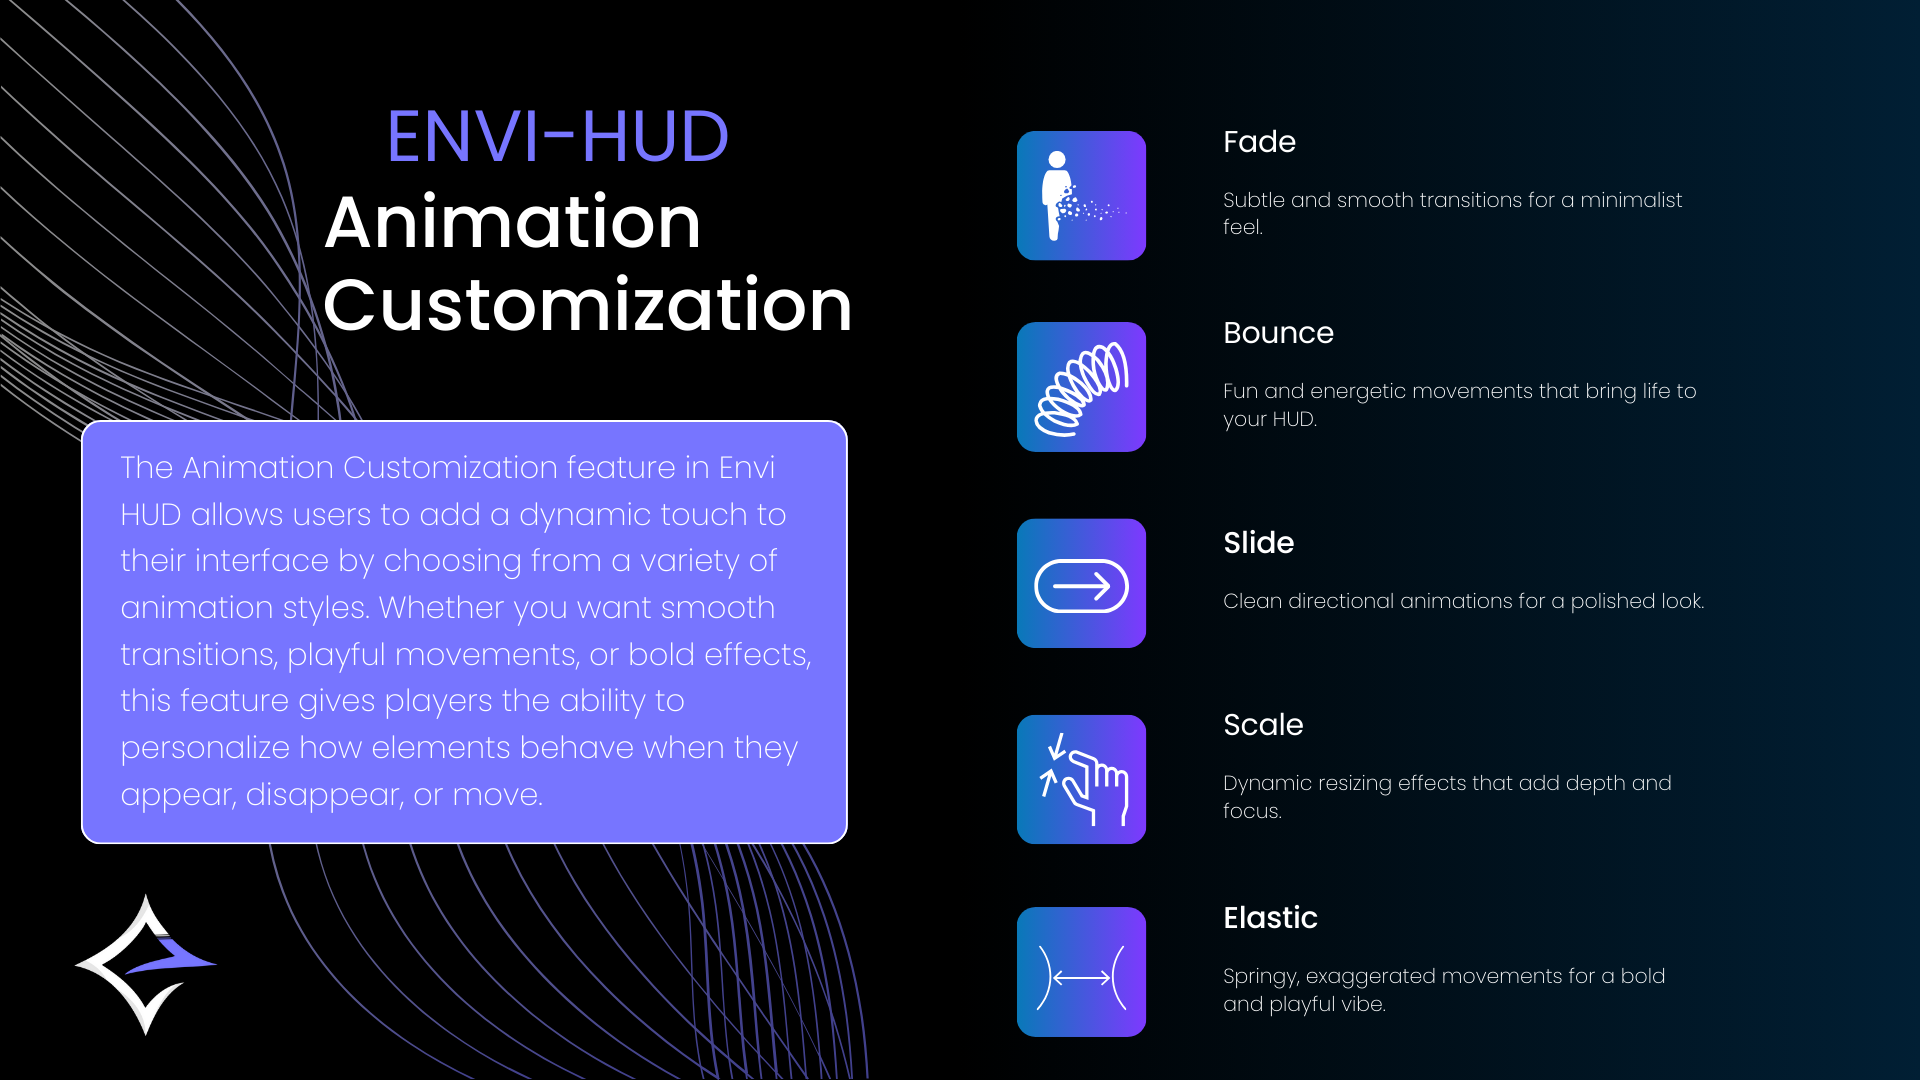 ENVI-HUD
Animation
Customization
The Animation Customization feature in Envi
HUD allows users to add a dynamic touch to
their interface by choosing from a variety of
animation styles. Whether you want smooth
transitions, playful movements, or bold effects,
this feature gives players the ability to
personalize how elements behave when they
appear, disappear, or move.
Fade
Subtle and smooth transitions for a minimalist
feel.
Bounce
Fun and energetic movements that bring life to
your HUD.
Slide
Clean directional animations for a polished look.
Scale
Dynamic resizing effects that add depth and
focus.
Elastic
Springy, exaggerated movements for a bold
and playful vibe.